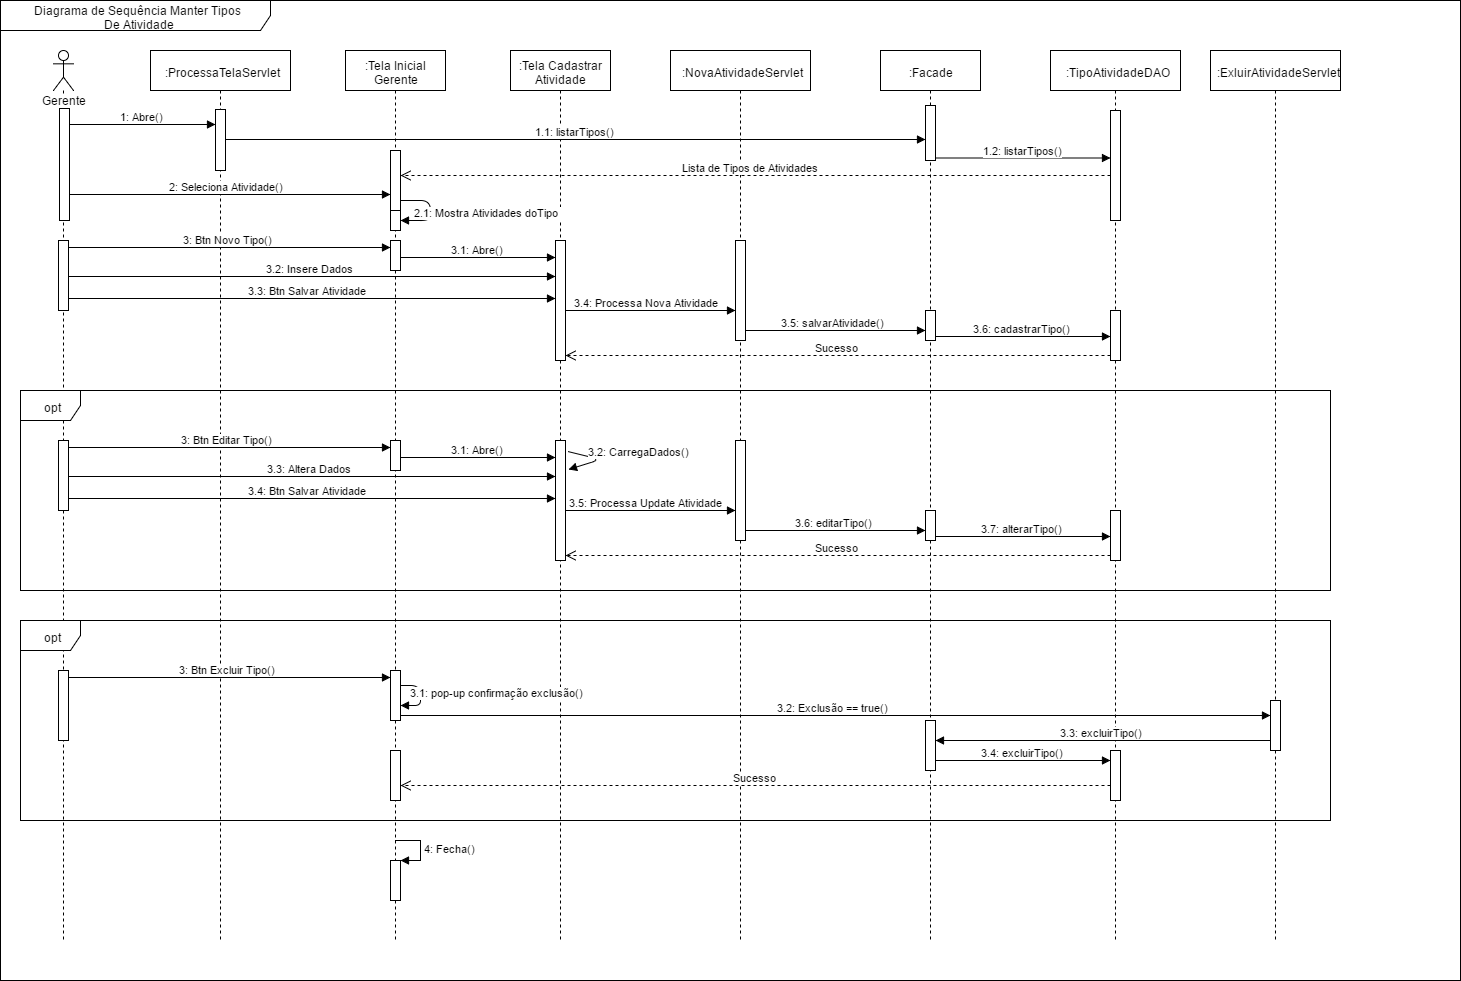 Diagrama de Sequência Manter Tipos
De Atividade
Gerente
:ProcessaTelaServlet
:Tela Inicial
Gerente
:Tela Cadastrar
Atividade
:NovaAtividadeServlet
:Facade
:TipoAtividadeDAO
:ExluirAtividadeServlet
1: Abre()
1.1: listarTipos()
1.2: listarTipos()
Lista de Tipos de Atividades
2: Seleciona Atividade()
2.1: Mostra Atividades doTipo
3: Btn Novo Tipo()
3.1: Abre()
3.2: Insere Dados
3.3: Btn Salvar Atividade
3.4: Processa Nova Atividade
3.5: salvarAtividade()
3.6: cadastrarTipo()
Sucesso
opt
3: Btn Editar Tipo()
3.1: Abre()
3.2: CarregaDados()
3.3: Altera Dados
3.4: Btn Salvar Atividade
3.5: Processa Update Atividade
3.6: editarTipo()
3.7: alterarTipo()
Sucesso
opt
3: Btn Excluir Tipo()
3.1: pop-up confirmação exclusão()
3.2: Exclusão == true()
3.3: excluirTipo()
3.4: excluirTipo()
Sucesso
4: Fecha()